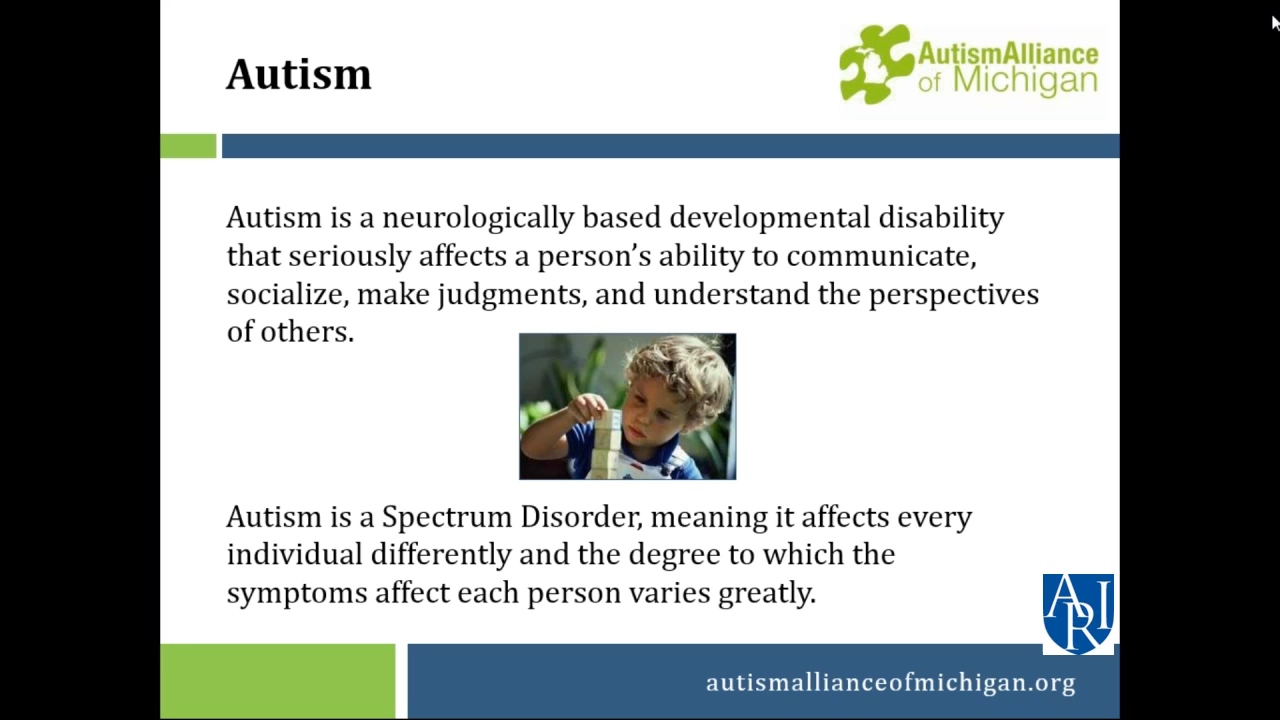 Autism
AutismAlliance
of Michigan
Autism is a neurologically based developmental disability
that seriously affects a person’s ability to communicate,
socialize, make judgments, and understand the perspectives
of others.
Autism is a Spectrum Disorder, meaning it affects every
individual differently and the degree to which the
symptoms affect each person varies greatly.
ARI
autismallianceofmichigan.org